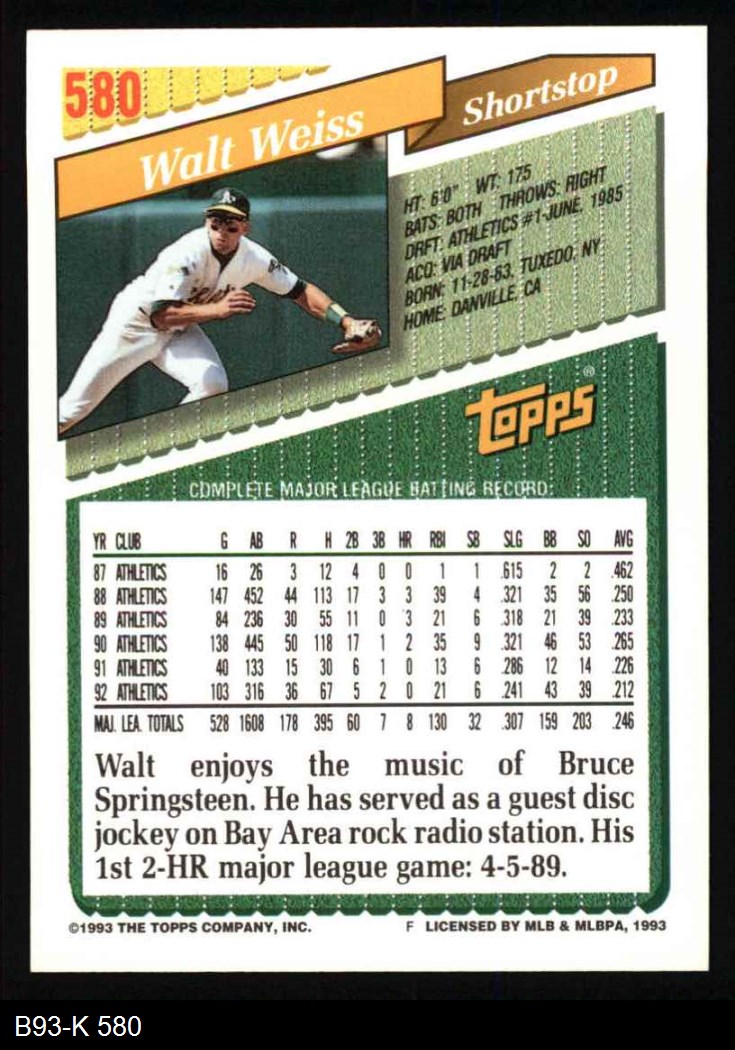 580
Walt Weiss
Shortstop
HT: 6'0" WT: 175
BATS: BOTH THROWS: RIGHT
DRFT: ATHLETICS #1-JUNE, 1985
ACQ: VIA DRAFT
BORN: 11-28-63, TUXEDO, NY
HOME: DANVILLE, CA
A's
TOPPS®
COMPLETE MAJOR LEAGUE BATTING RECORD
YR CLUB G AB R H 2B 3B HR RBI SB SLG BB SO AVG
87 ATHLETICS 16 26 3 12 4 0 0 1 1 .615 2 2 .462
88 ATHLETICS 147 452 44 113 17 3 3 39 4 .321 35 56 .250
89 ATHLETICS 84 236 30 55 11 0 3 21 6 .318 21 39 .233
90 ATHLETICS 138 445 50 118 17 1 2 35 9 .321 46 53 .265
91 ATHLETICS 40 133 15 30 6 1 0 13 6 .286 12 14 .226
92 ATHLETICS 103 316 36 67 5 2 0 21 6 .241 43 39 .212
MAJ. LEA. TOTALS 528 1608 178 395 60 7 8 130 32 .307 159 203 .246
Walt enjoys the music of Bruce
Springsteen. He has served as a guest disc
jockey on Bay Area rock radio station. His
1st 2-HR major league game: 4-5-89.
©1993 THE TOPPS COMPANY, INC. F LICENSED BY MLB & MLBPA, 1993
B93-K 580